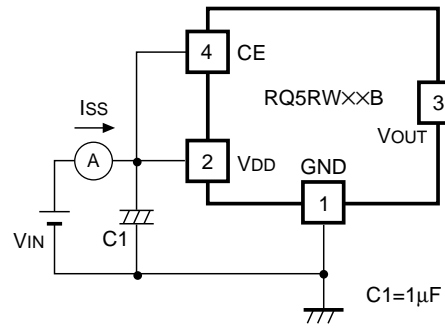 4
CE
RQ5RW××B
3
ISS
VOUT
A
2
VDD
GND
1
VIN
C1
C1=1μF